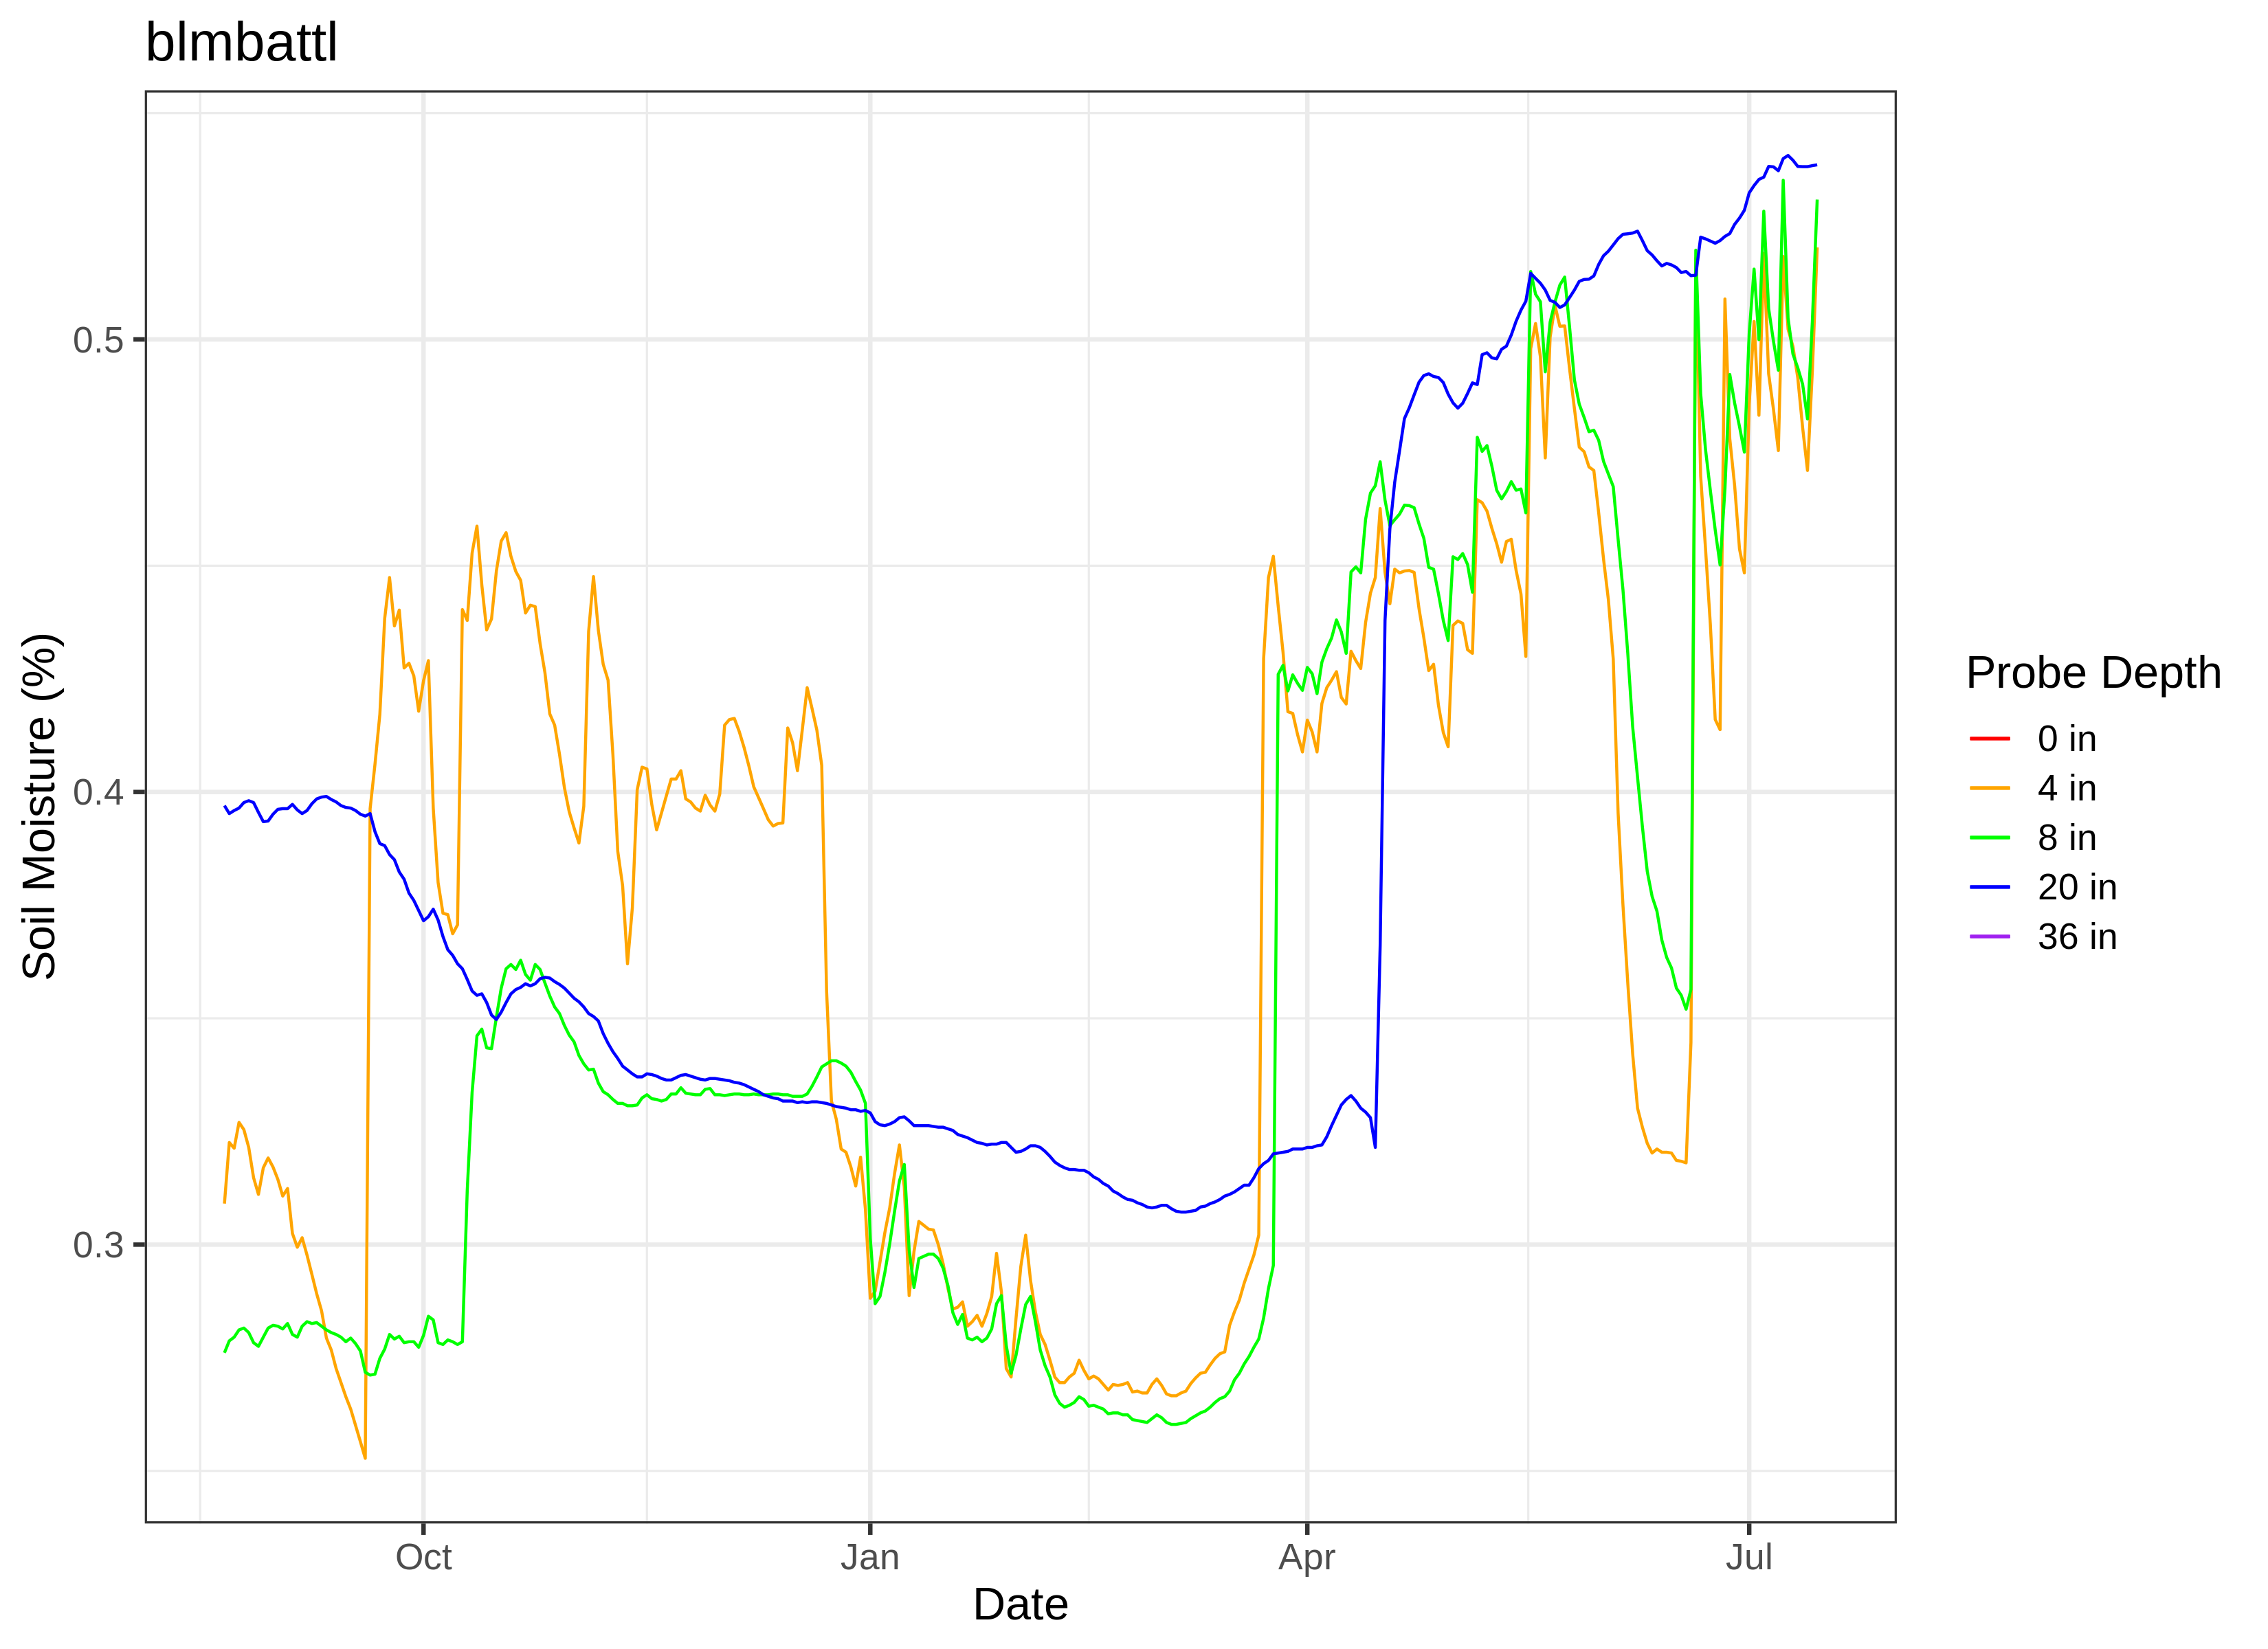 blmbattl
Soil Moisture (%)
0.5
0.4
0.3
Oct Jan Apr Jul
Date
Probe Depth
0 in
4 in
8 in
20 in
36 in